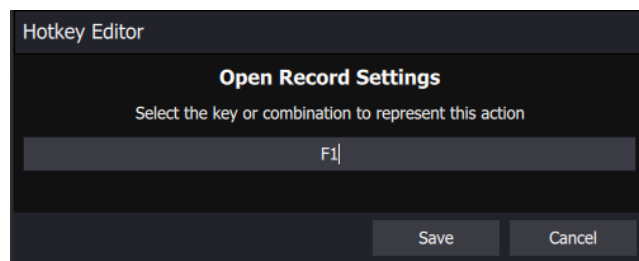 Hotkey Editor
Open Record Settings
Select the key or combination to represent this action
F1
Save Cancel